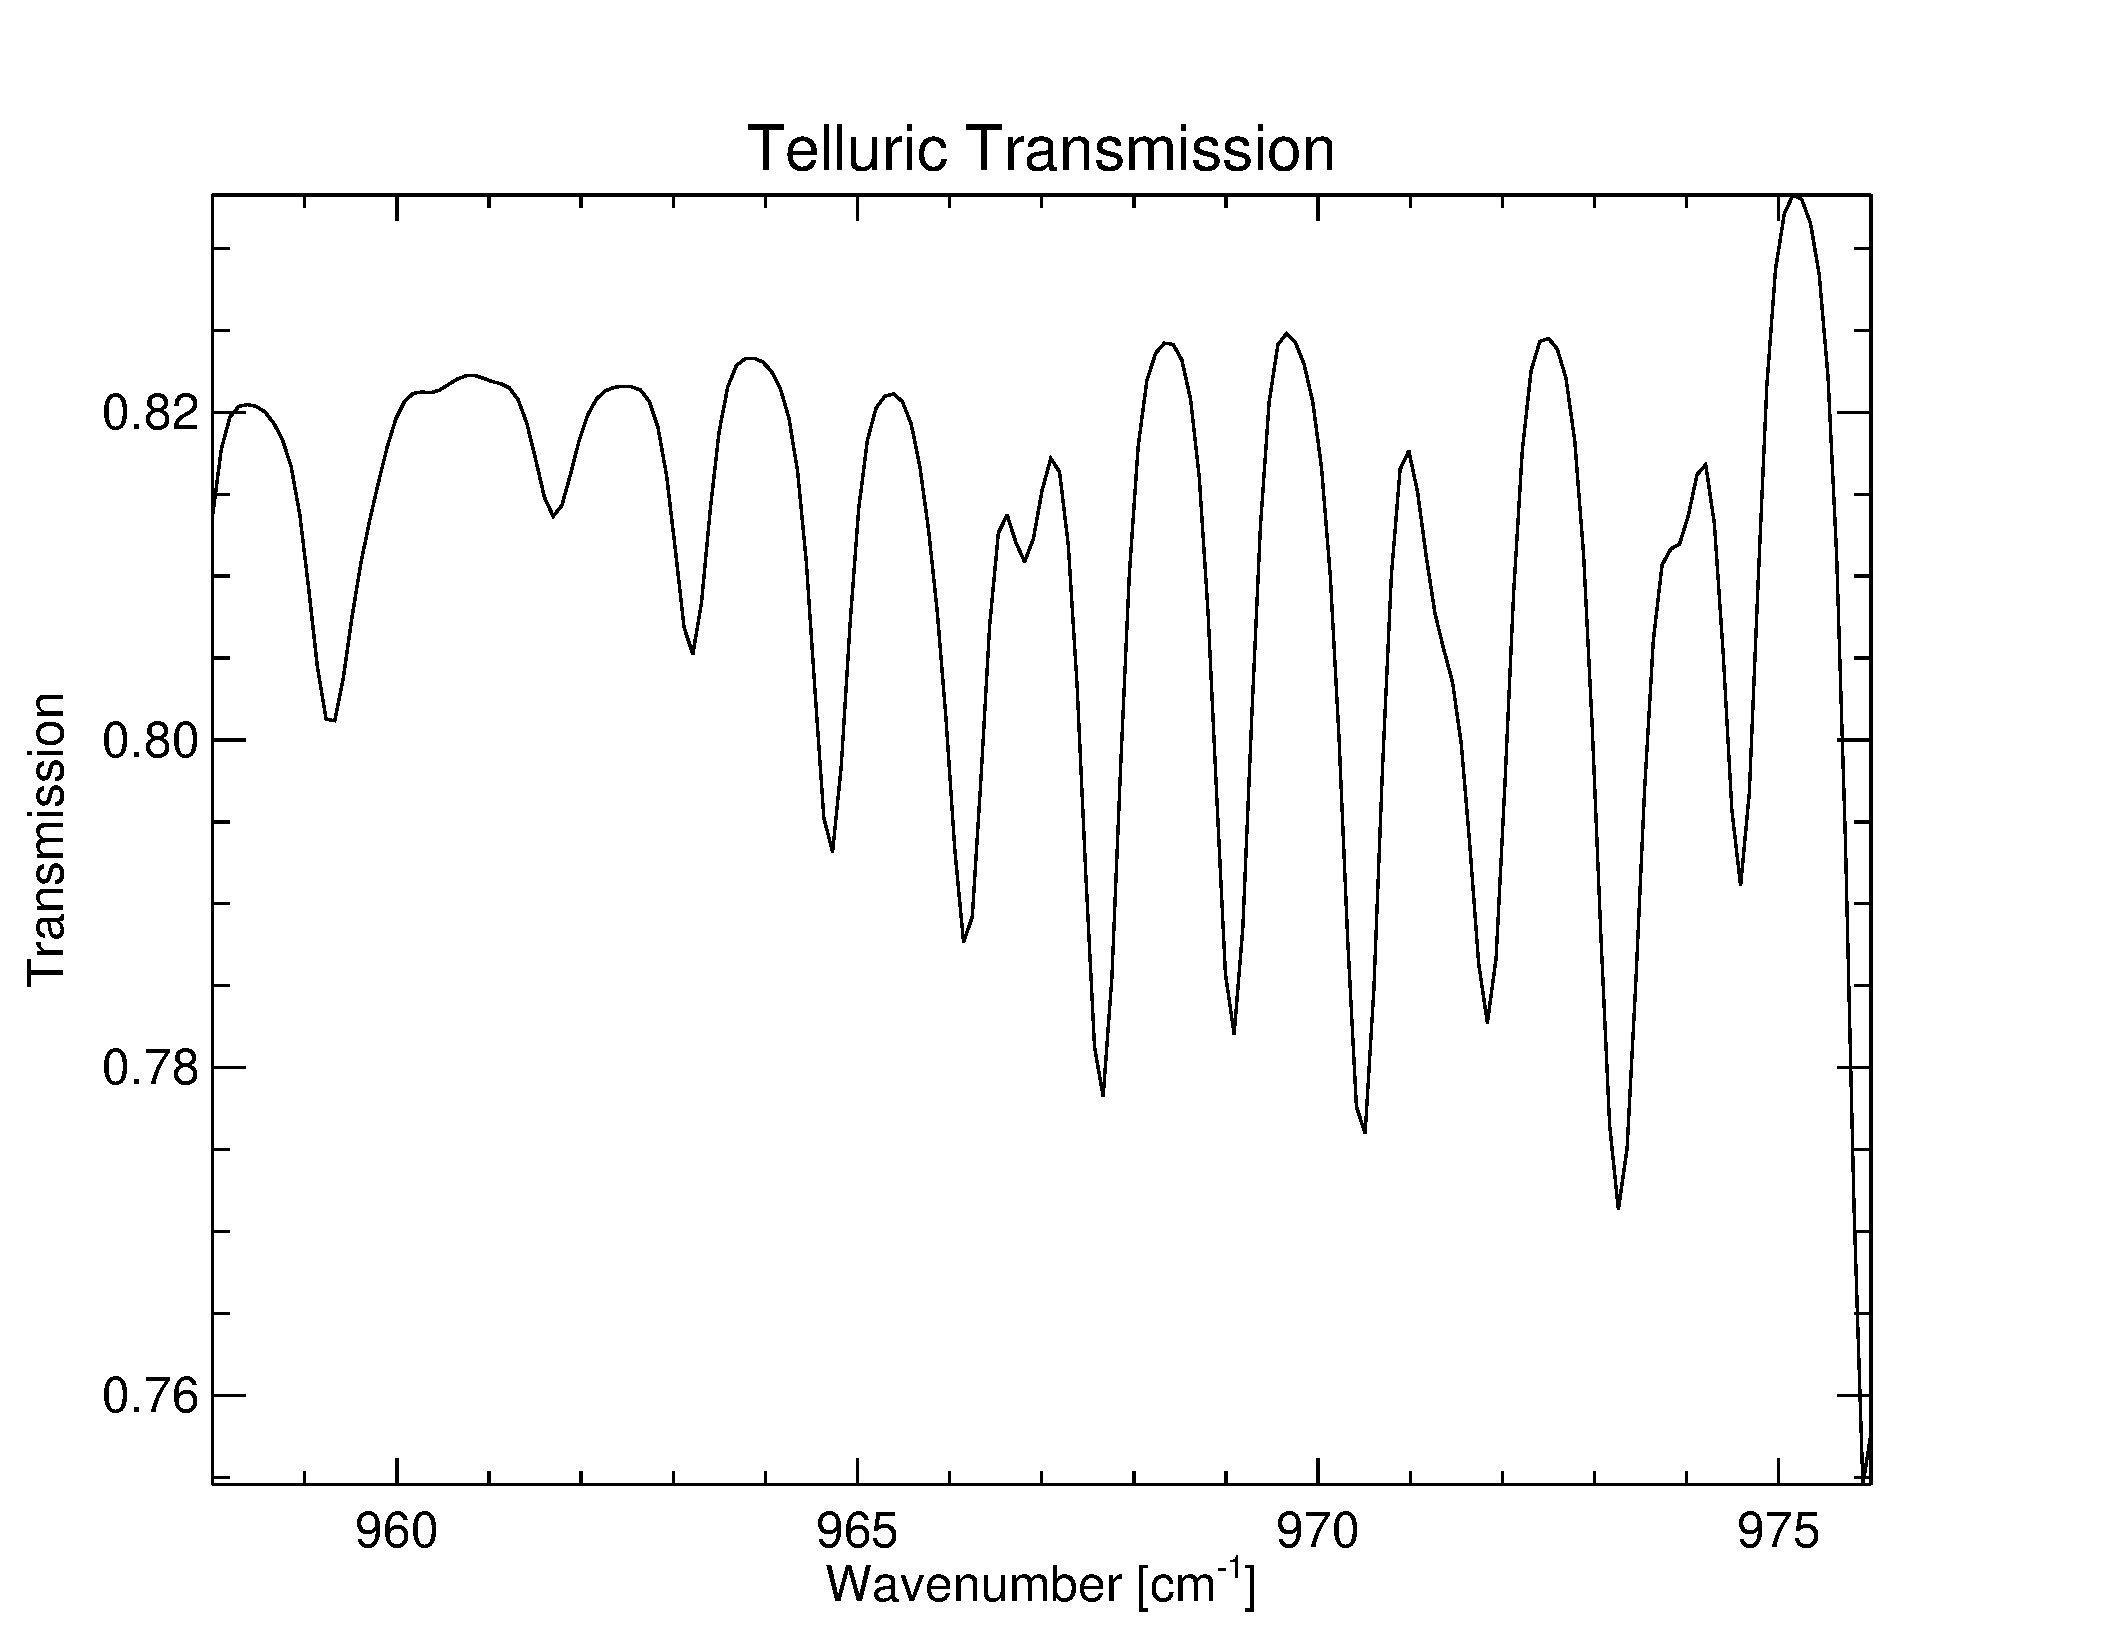 Telluric Transmission
Transmission
0.82
0.80
0.78
0.76
960 965 970 975
Wavenumber [cm⁻¹]